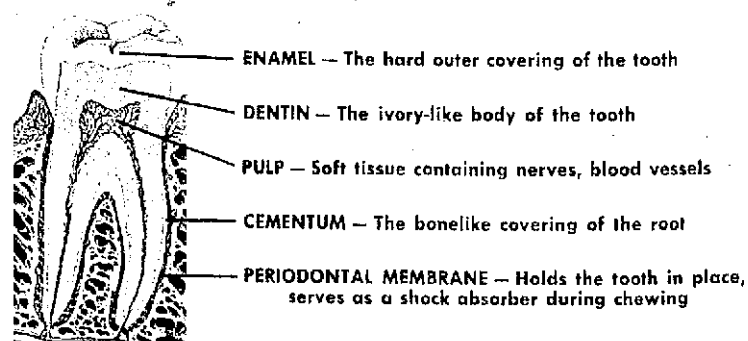 ENAMEL — The hard outer covering of the tooth
DENTIN — The ivory-like body of the tooth
PULP — Soft tissue containing nerves, blood vessels
CEMENTUM — The bonelike covering of the root
PERIODONTAL MEMBRANE — Holds the tooth in place,
serves as a shock absorber during chewing